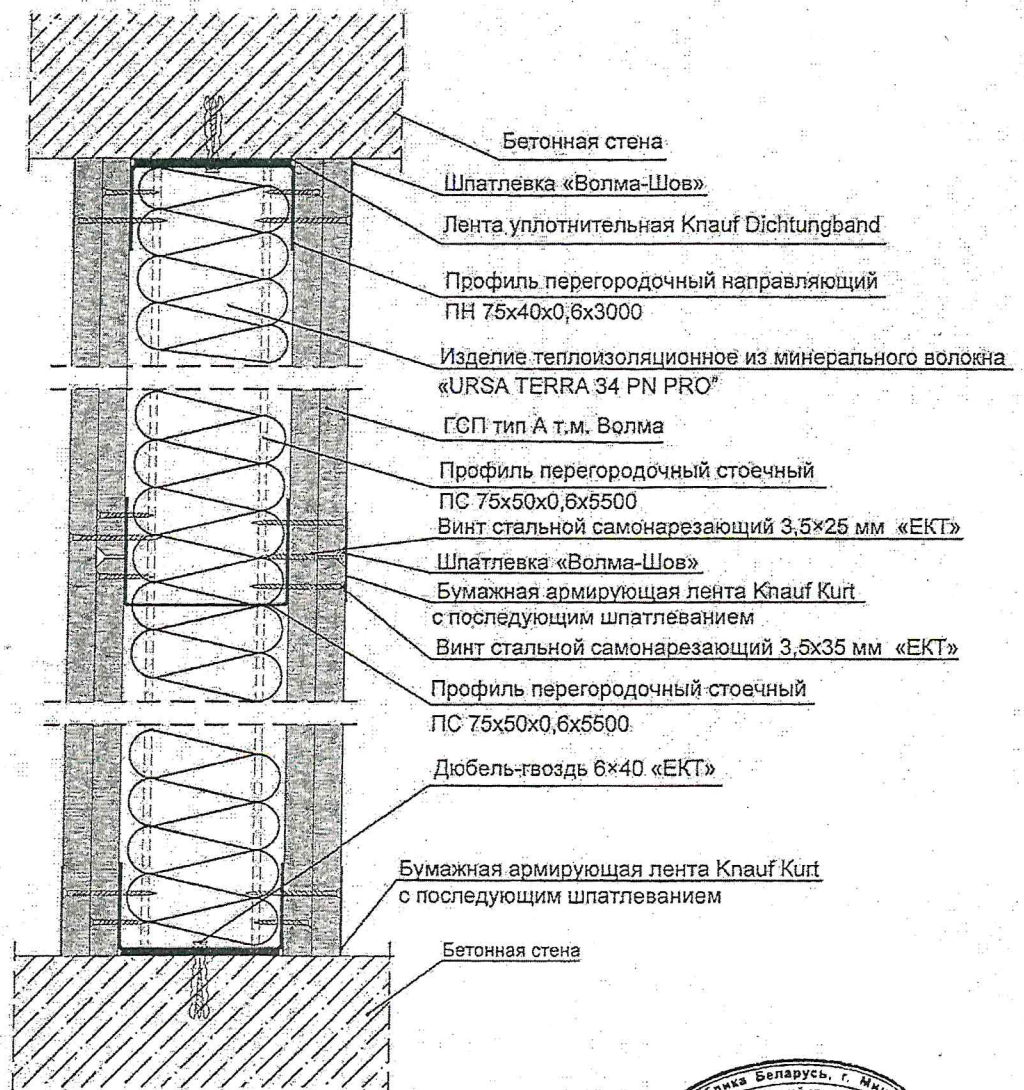 Бетонная стена
Шпатлевка «Волма-Шов»
Лента уплотнительная Knauf Dichtungband
Профиль перегородочный направляющий
ПН 75х40х0,6х3000
Изделие теплоизоляционное из минерального волокна
«URSA TERRA 34 PN PRO"
ГСП тип А т.м. Волма
Профиль перегородочный стоечный
ПС 75х50х0,6х5500
Винт стальной самонарезающий 3,5×25 мм «ЕКТ»
Шпатлевка «Волма-Шов»
Бумажная армирующая лента Knauf Kurt
с последующим шпатлеванием
Винт стальной самонарезающий 3,5х35 мм «ЕКТ»
Профиль перегородочный стоечный
ПС 75х50х0,6х5500
Дюбель-гвоздь 6×40 «ЕКТ»
Бумажная армирующая лента Knauf Kurt
с последующим шпатлеванием
Бетонная стена
Беларусь, г.